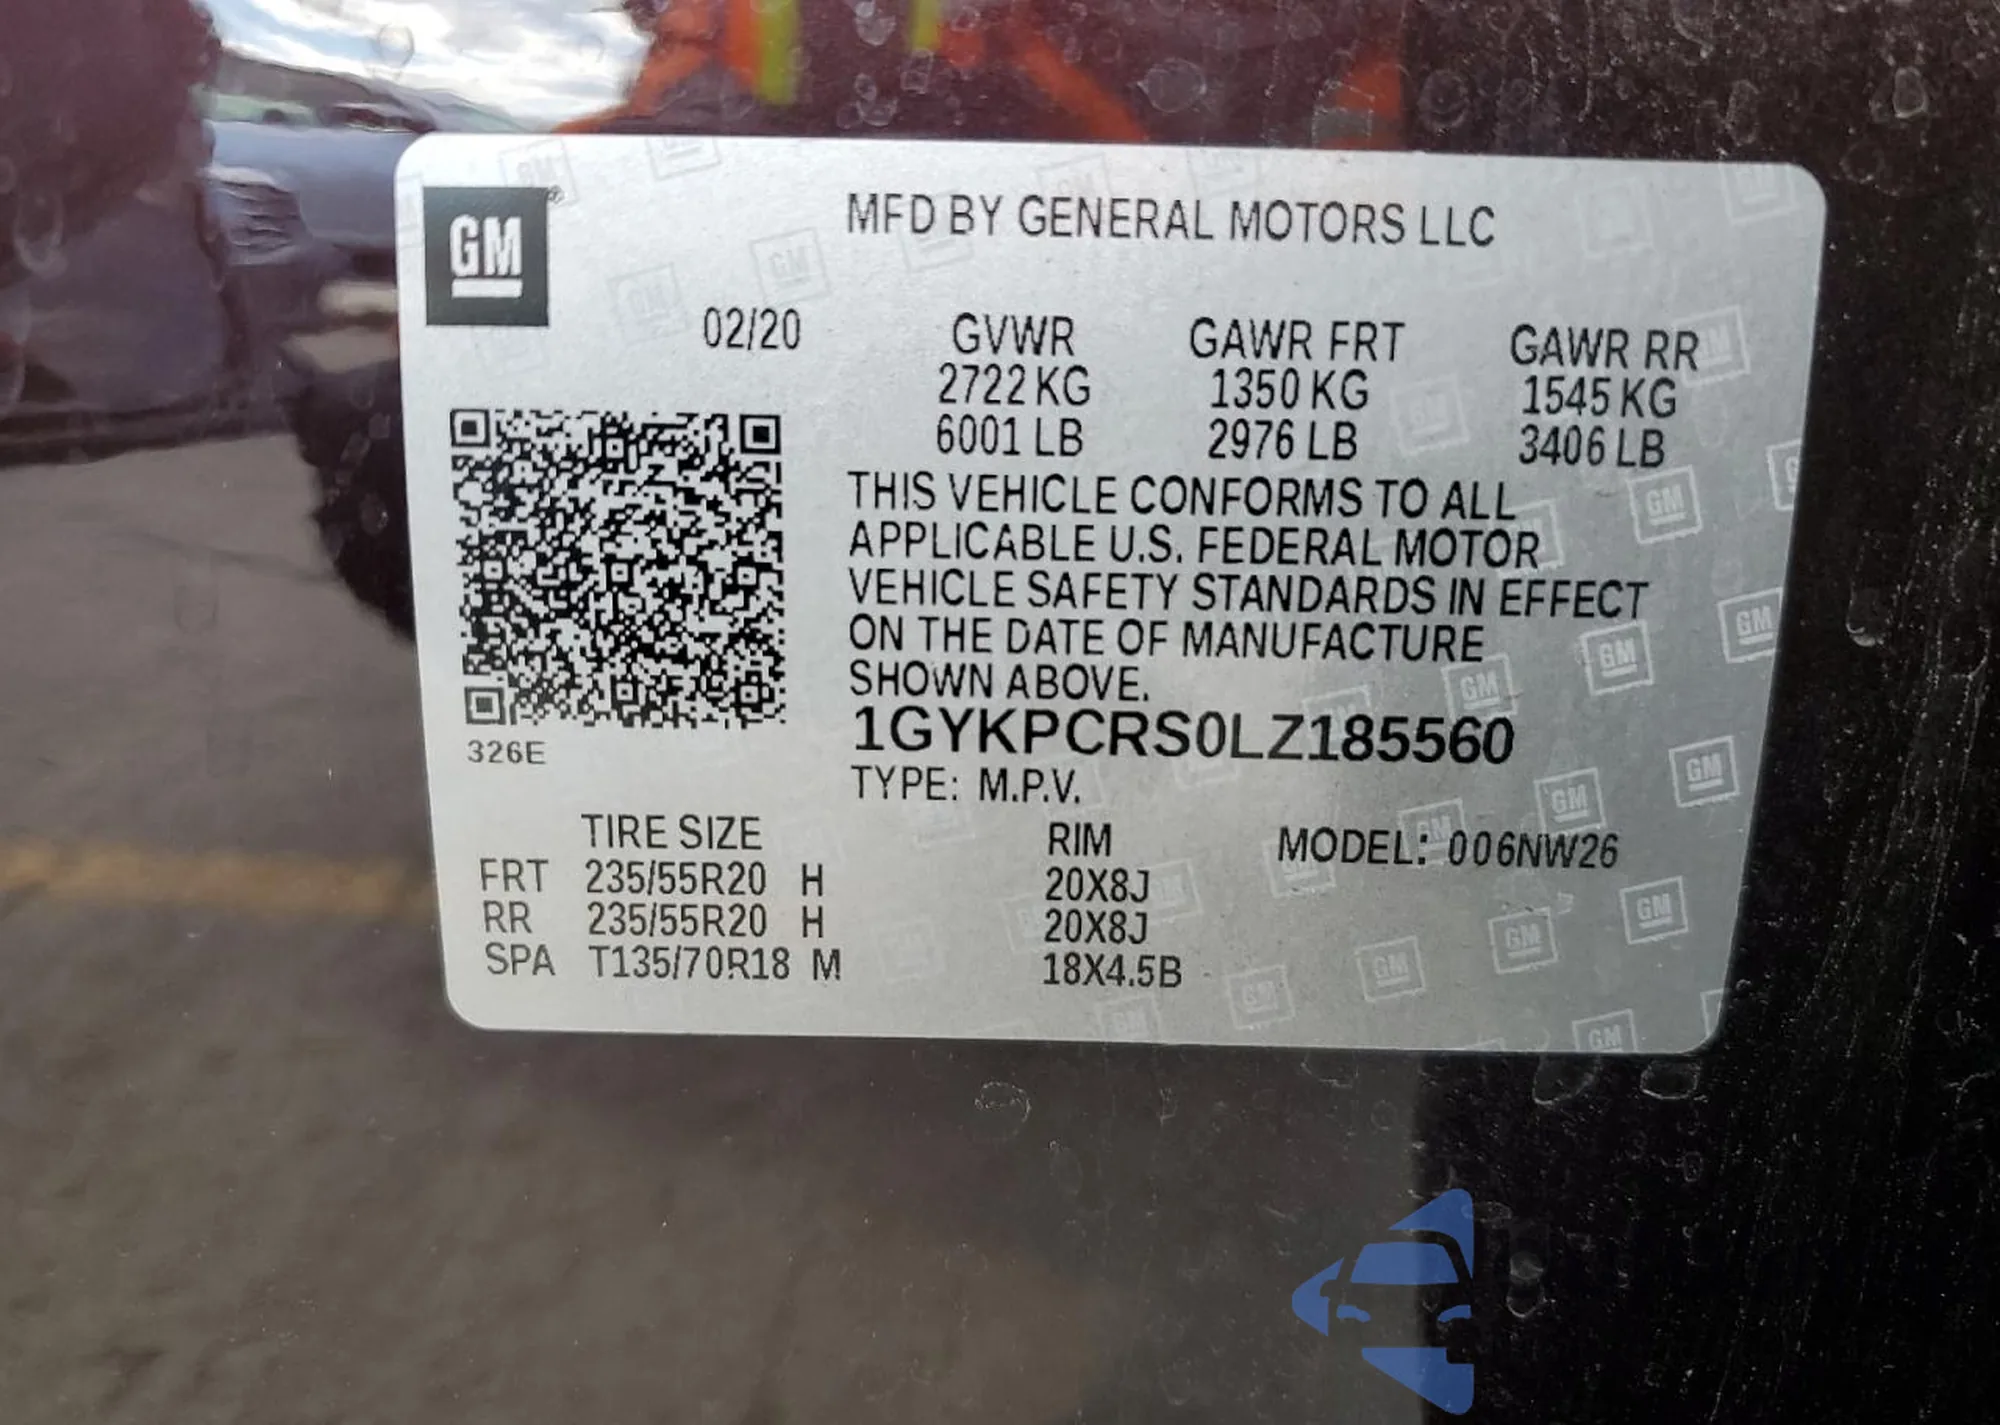 GM
MFD BY GENERAL MOTORS LLC
02/20 GVWR GAWR FRT GAWR RR
2722 KG 1350 KG 1545 KG
6001 LB 2976 LB 3406 LB
THIS VEHICLE CONFORMS TO ALL
APPLICABLE U.S. FEDERAL MOTOR
VEHICLE SAFETY STANDARDS IN EFFECT
ON THE DATE OF MANUFACTURE
SHOWN ABOVE.
326E
1GYKPCRS0LZ185560
TYPE: M.P.V.
TIRE SIZE RIM MODEL: 006NW26
FRT 235/55R20 H 20X8J
RR 235/55R20 H 20X8J
SPA T135/70R18 M 18X4.5B